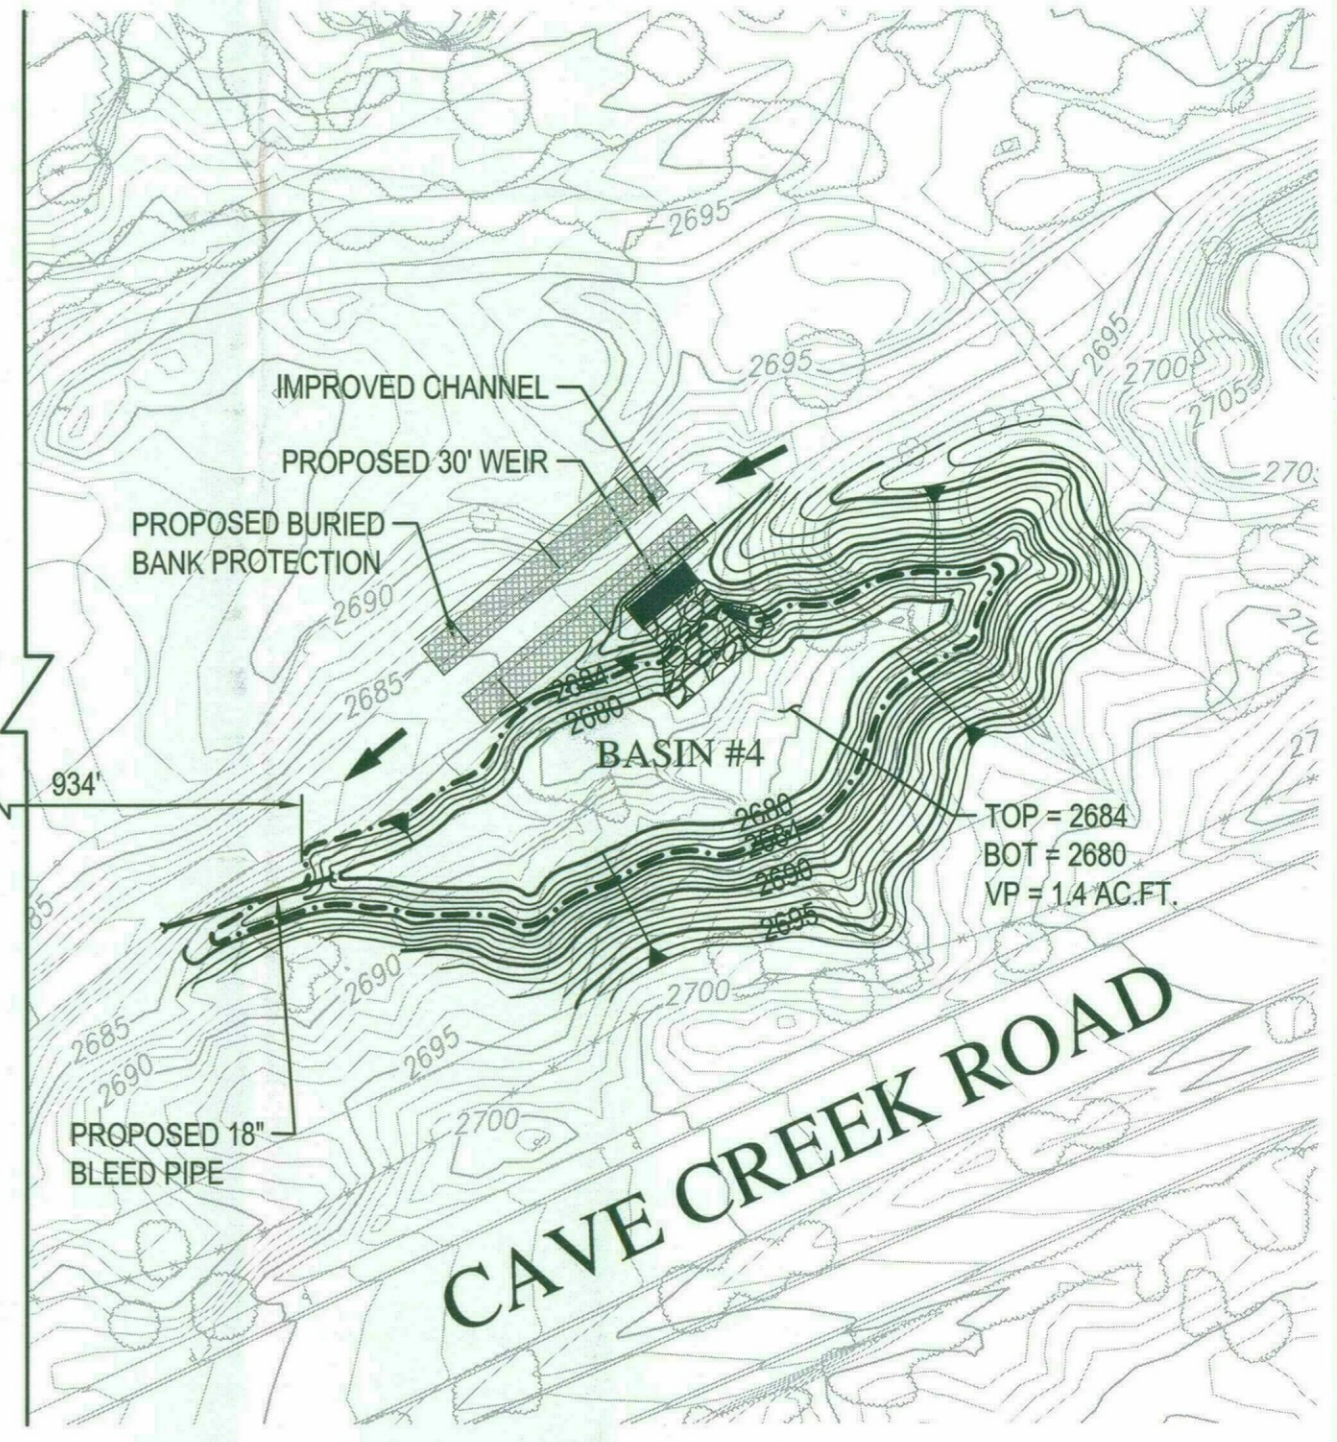 2695
2695
2695
2700
2705
IMPROVED CHANNEL
PROPOSED 30' WEIR
PROPOSED BURIED
BANK PROTECTION
2690
2685
2684
2680
BASIN #4
934'
2680
2684
2690
2695
TOP = 2684
BOT = 2680
VP = 1.4 AC.FT.
2690
2700
2685
2690
2695
2700
PROPOSED 18"
BLEED PIPE
CAVE CREEK ROAD